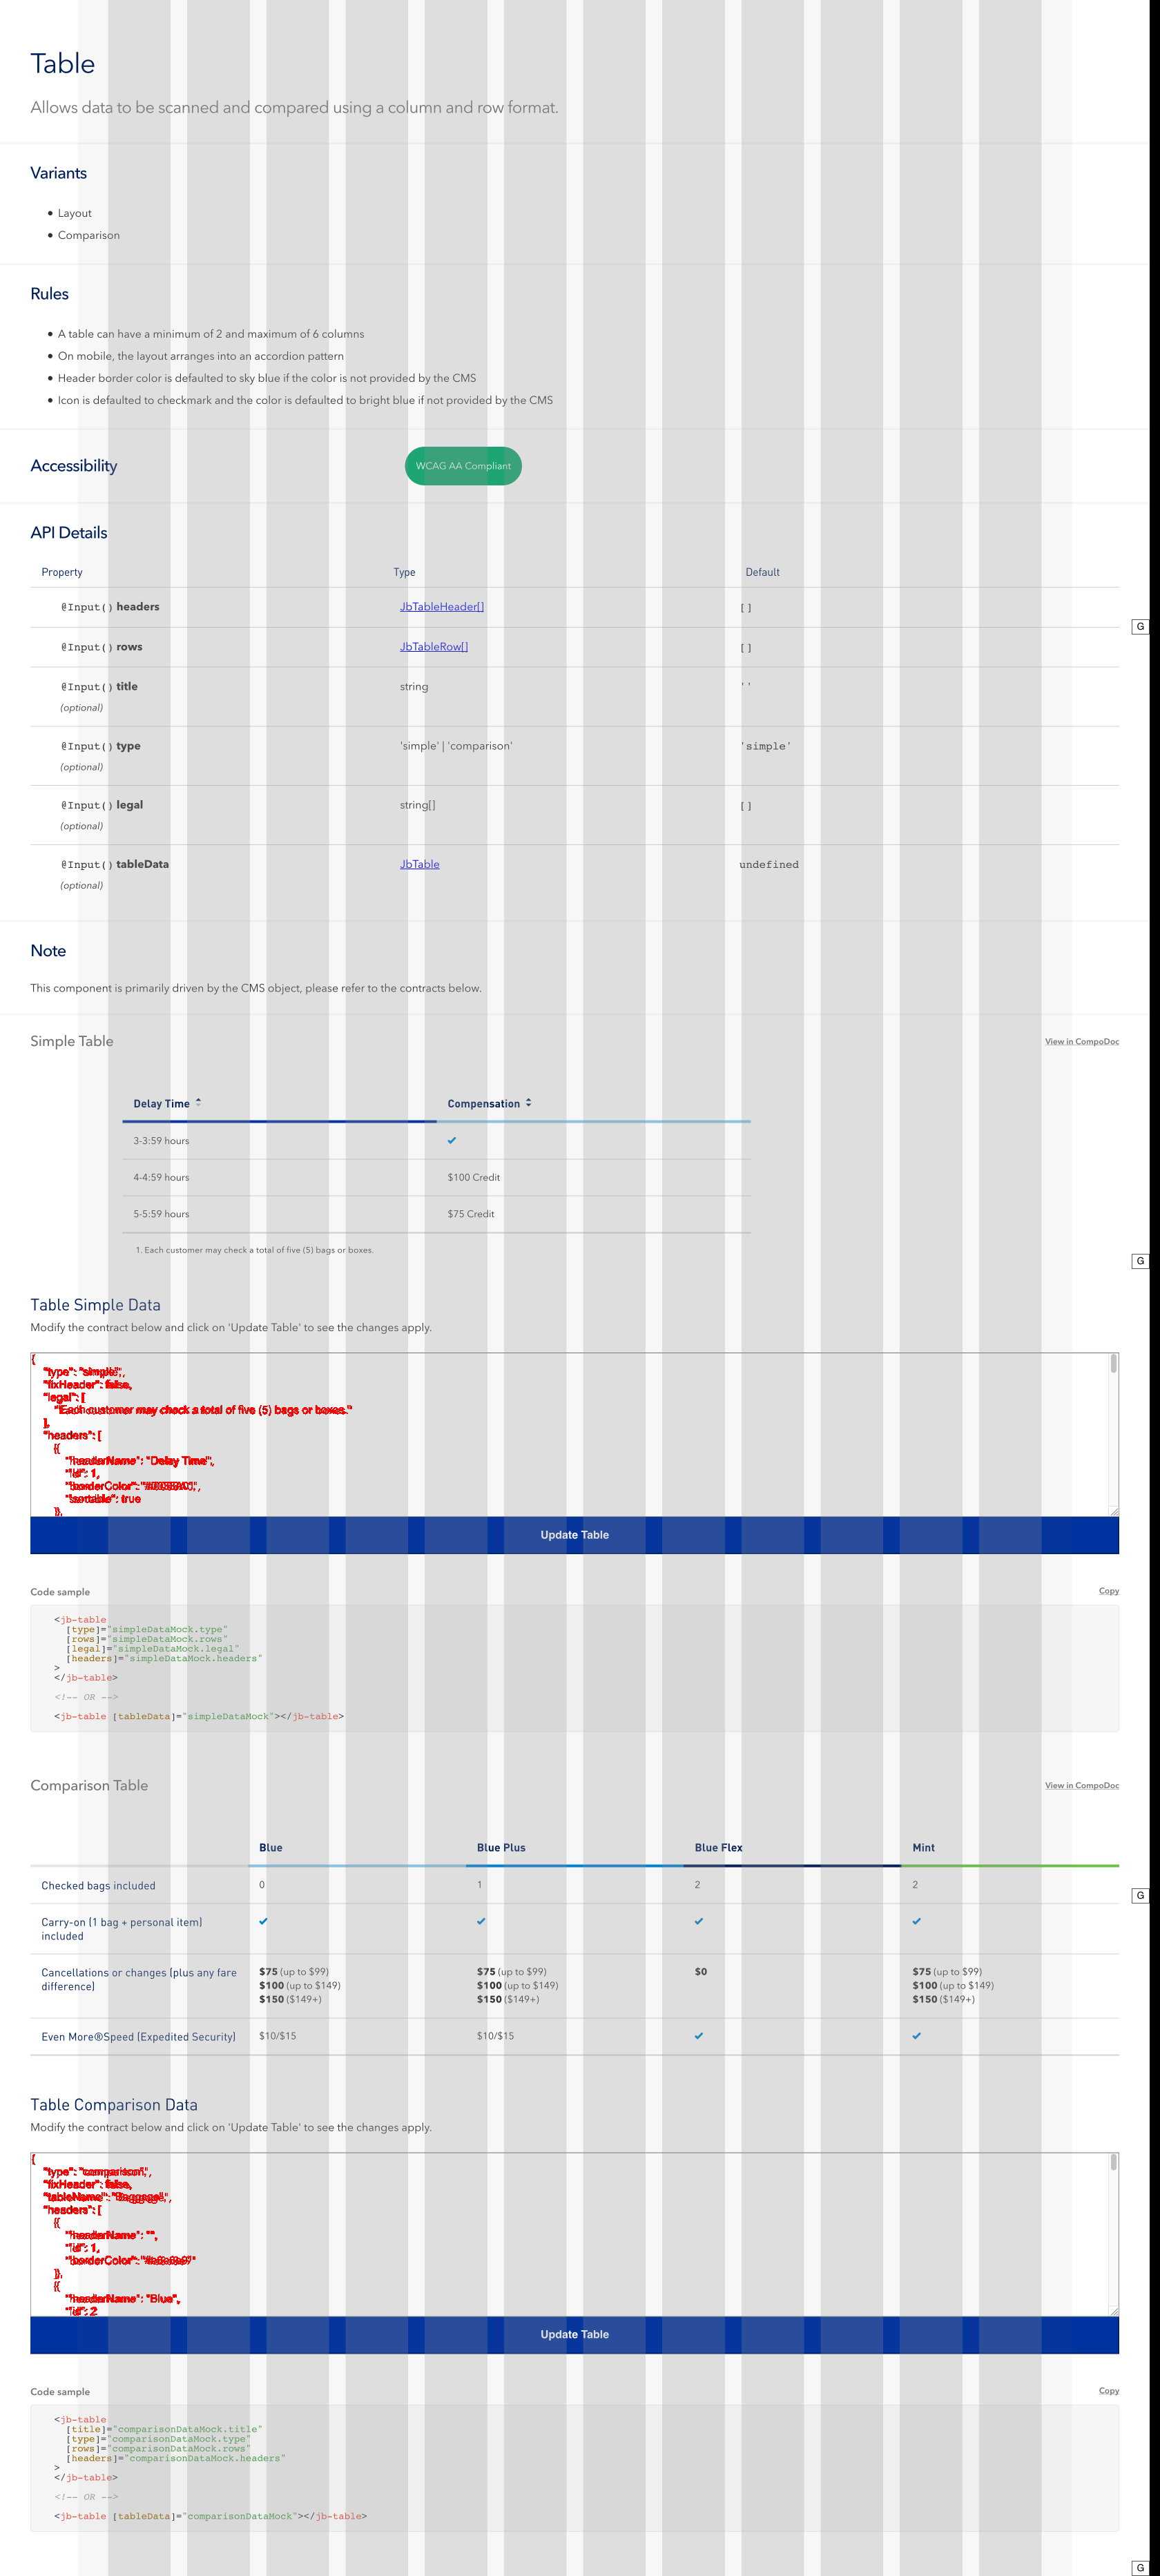 Table
Allows data to be scanned and compared using a column and row format.
Variants
• Layout
• Comparison
Rules
• A table can have a minimum of 2 and maximum of 6 columns
• On mobile, the layout arranges into an accordion pattern
• Header border color is defaulted to sky blue if the color is not provided by the CMS
• Icon is defaulted to checkmark and the color is defaulted to bright blue if not provided by the CMS
Accessibility WCAG AA Compliant
API Details
Property Type Default
@Input() headers JbTableHeader[] []
G
@Input() rows JbTableRow[] []
@Input() title string ''
(optional)
@Input() type 'simple' | 'comparison' 'simple'
(optional)
@Input() legal string[] []
(optional)
@Input() tableData JbTable undefined
(optional)
Note
This component is primarily driven by the CMS object, please refer to the contracts below.
Simple Table View in CompoDoc
Delay Time Compensation
3-3:59 hours ✔
4-4:59 hours $100 Credit
5-5:59 hours $75 Credit
1. Each customer may check a total of five (5) bags or boxes.
G
Table Simple Data
Modify the contract below and click on 'Update Table' to see the changes apply.
{
"type": "simple",
"fixHeader": false,
"legal": [
"Each customer may check a total of five (5) bags or boxes."
],
"headers": [
{
"headerName": "Delay Time",
"id": 1,
"sortable": true
},
Update Table
Code sample Copy
<jb-table
[type]="simpleDataMock.type"
[rows]="simpleDataMock.rows"
[legal]="simpleDataMock.legal"
[headers]="simpleDataMock.headers"
>
</jb-table>
<!-- OR -->
<jb-table [tableData]="simpleDataMock"></jb-table>
Comparison Table View in CompoDoc
Blue Blue Plus Blue Flex Mint
Checked bags included 0 1 2 2
G
Carry-on (1 bag + personal item) ✔ ✔ ✔ ✔
included
Cancellations or changes (plus any fare $75 (up to $99) $75 (up to $99) $0 $75 (up to $99)
difference) $100 (up to $149) $100 (up to $149) $100 (up to $149)
$150 ($149+) $150 ($149+) $150 ($149+)
Even More®Speed (Expedited Security) $10/$15 $10/$15 ✔ ✔
Table Comparison Data
Modify the contract below and click on 'Update Table' to see the changes apply.
{
"type": "comparison",
"fixHeader": false,
"tableName": "Baggage",
"headers": [
{
"headerName": "",
"id": 1,
"borderColor":
},
{
"headerName": "Blue",
"id": 2
Update Table
Code sample Copy
<jb-table
[title]="comparisonDataMock.title"
[type]="comparisonDataMock.type"
[rows]="comparisonDataMock.rows"
[headers]="comparisonDataMock.headers"
>
</jb-table>
<!-- OR -->
<jb-table [tableData]="comparisonDataMock"></jb-table>
G